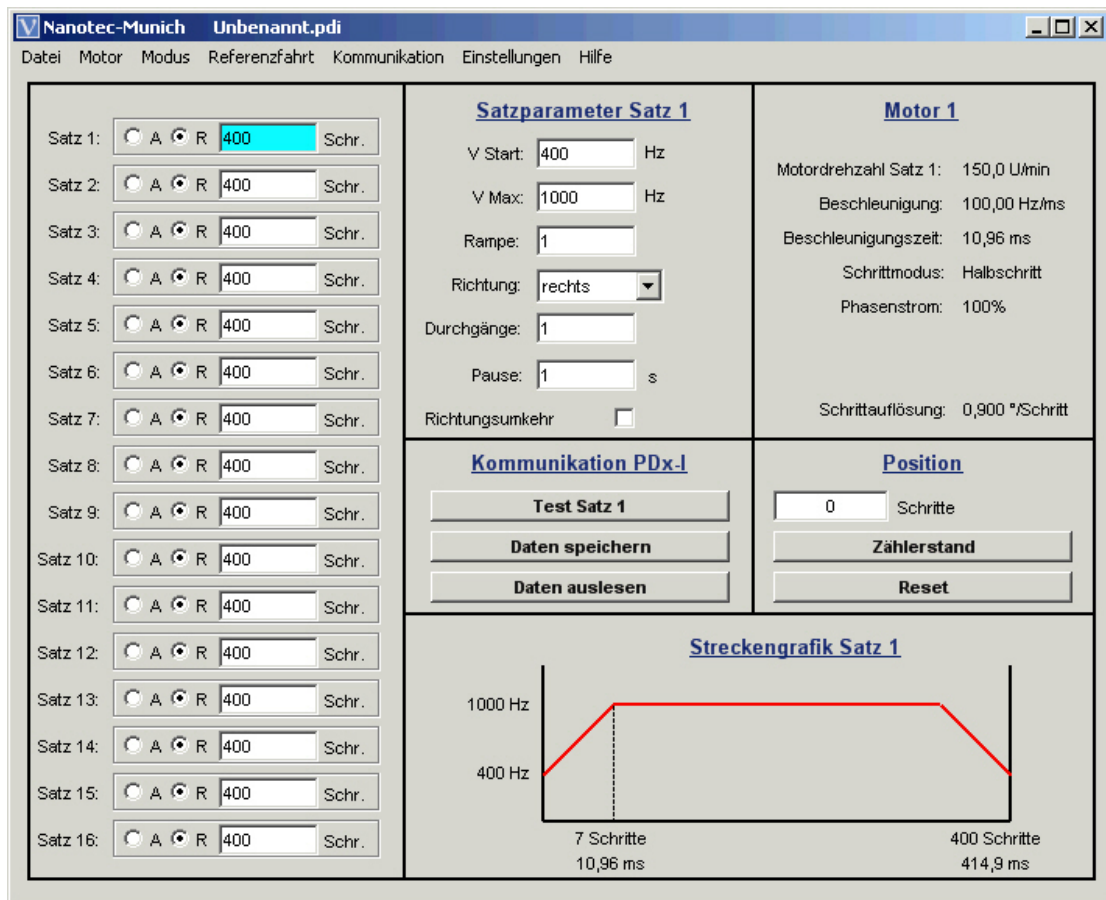 Nanotec-Munich Unbenannt.pdi
Datei Motor Modus Referenzfahrt Kommunikation Einstellungen Hilfe
Satz 1: A R 400 Schr.
Satz 2: A R 400 Schr.
Satz 3: A R 400 Schr.
Satz 4: A R 400 Schr.
Satz 5: A R 400 Schr.
Satz 6: A R 400 Schr.
Satz 7: A R 400 Schr.
Satz 8: A R 400 Schr.
Satz 9: A R 400 Schr.
Satz 10: A R 400 Schr.
Satz 11: A R 400 Schr.
Satz 12: A R 400 Schr.
Satz 13: A R 400 Schr.
Satz 14: A R 400 Schr.
Satz 15: A R 400 Schr.
Satz 16: A R 400 Schr.
Satzparameter Satz 1
V Start: 400 Hz
V Max: 1000 Hz
Rampe: 1
Richtung: rechts
Durchgänge: 1
Pause: 1 s
Richtungsumkehr
Motor 1
Motordrehzahl Satz 1: 150,0 U/min
Beschleunigung: 100,00 Hz/ms
Beschleunigungszeit: 10,96 ms
Schrittmodus: Halbschritt
Phasenstrom: 100%
Schrittauflösung: 0,900 °/Schritt
Kommunikation PDx-I
Test Satz 1
Daten speichern
Daten auslesen
Position
0 Schritte
Zählerstand
Reset
Streckengrafik Satz 1
1000 Hz
400 Hz
7 Schritte 400 Schritte
10,96 ms 414,9 ms